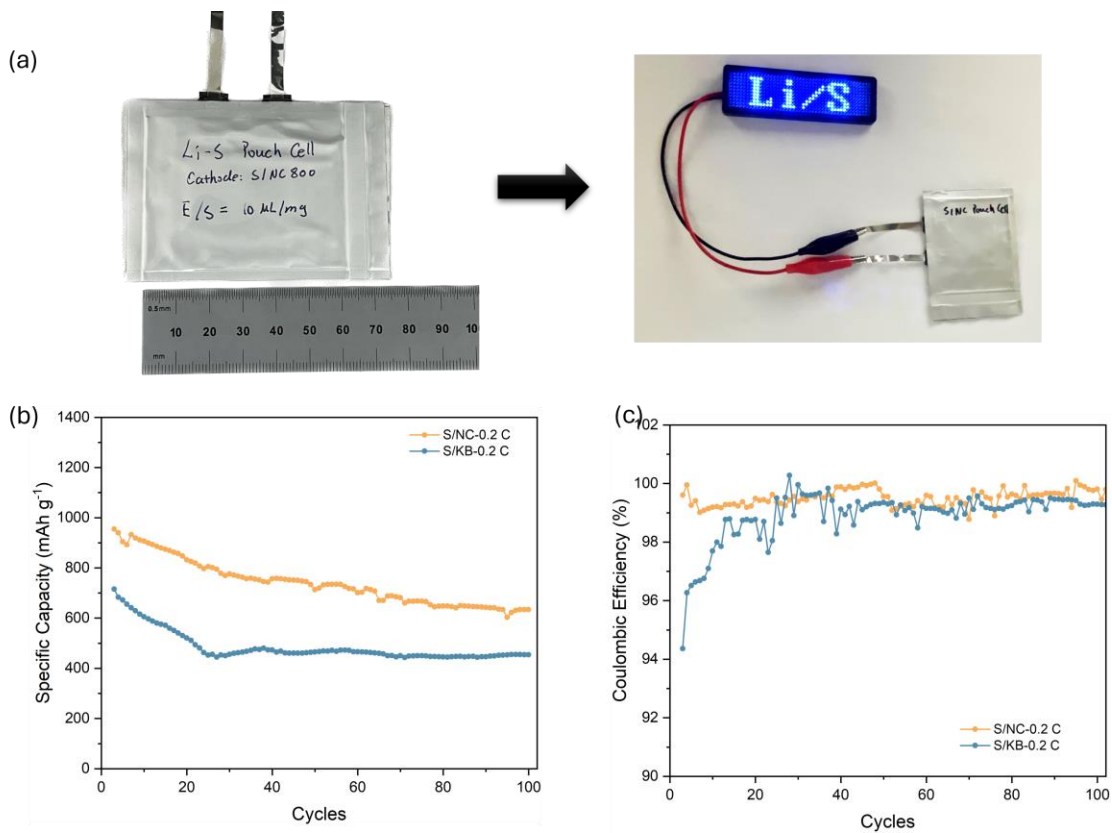 (a)
Li-S Pouch Cell
Cathode: S/NC800
E/S = 10 µL/mg
0.5mm
10 20 30 40 50 60 70 80 90 10
mm
Li/S
S/NC Pouch Cell
(b)
1400
1200
1000
800
600
400
200
0
Specific Capacity (mAh g⁻¹)
S/NC-0.2 C
S/KB-0.2 C
0 20 40 60 80 100
Cycles
(c)
102
100
98
96
94
92
90
Coulombic Efficiency (%)
S/NC-0.2 C
S/KB-0.2 C
0 20 40 60 80 100
Cycles